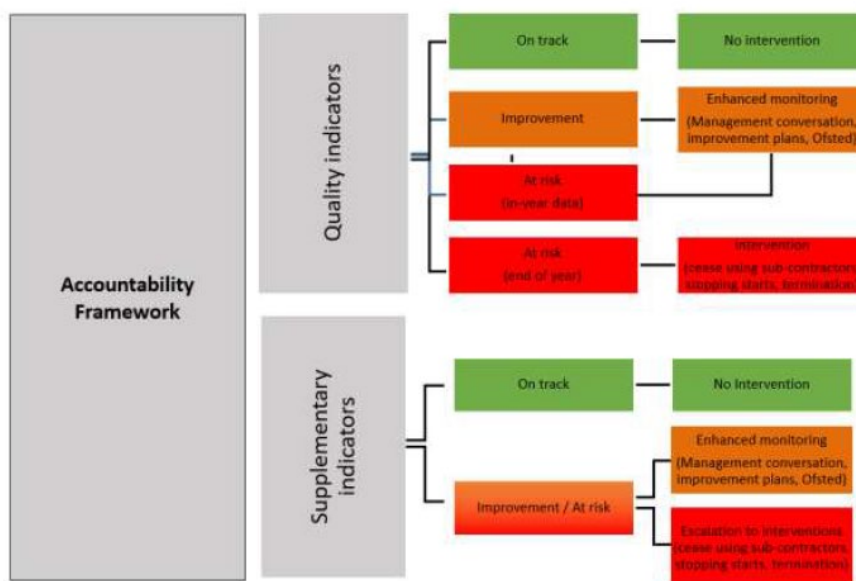 Accountability
Framework
Quality indicators
On track
No intervention
Improvement
Enhanced monitoring
(Management conversation,
improvement plans, Ofsted)
At risk
(in-year data)
At risk
(end of year)
Intervention
(cease using sub-contractors,
stopping starts, termination)
Supplementary
indicators
On track
No Intervention
Improvement / At risk
Enhanced monitoring
(Management conversation,
improvement plans, Ofsted)
Escalation to interventions
(cease using sub-contractors,
stopping starts, termination)